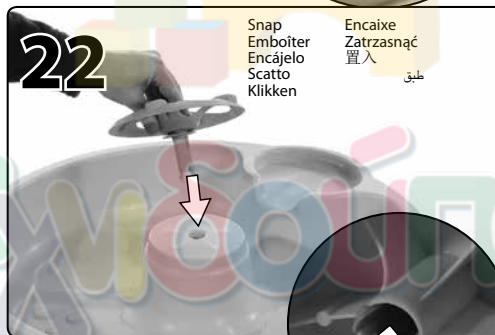 22
Snap
Emboîter
Encájelo
Scatto
Klikken
Encaixe
Zatrzasnąć
置入
طبق